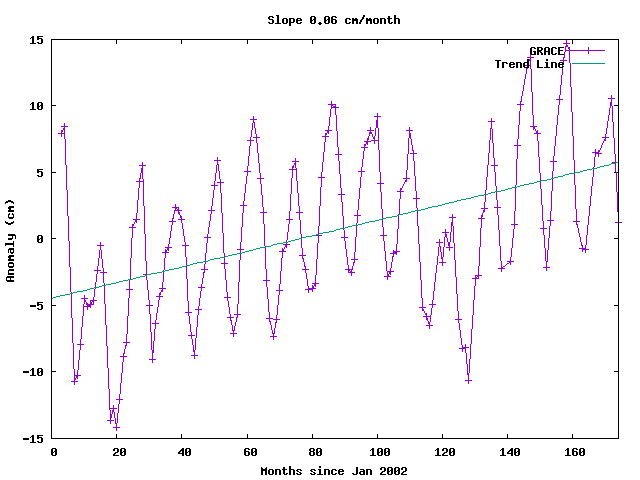 Slope 0.06 cm/month
GRACE
Trend Line
15
10
5
0
-5
-10
-15
Anomaly (cm)
0 20 40 60 80 100 120 140 160
Months since Jan 2002